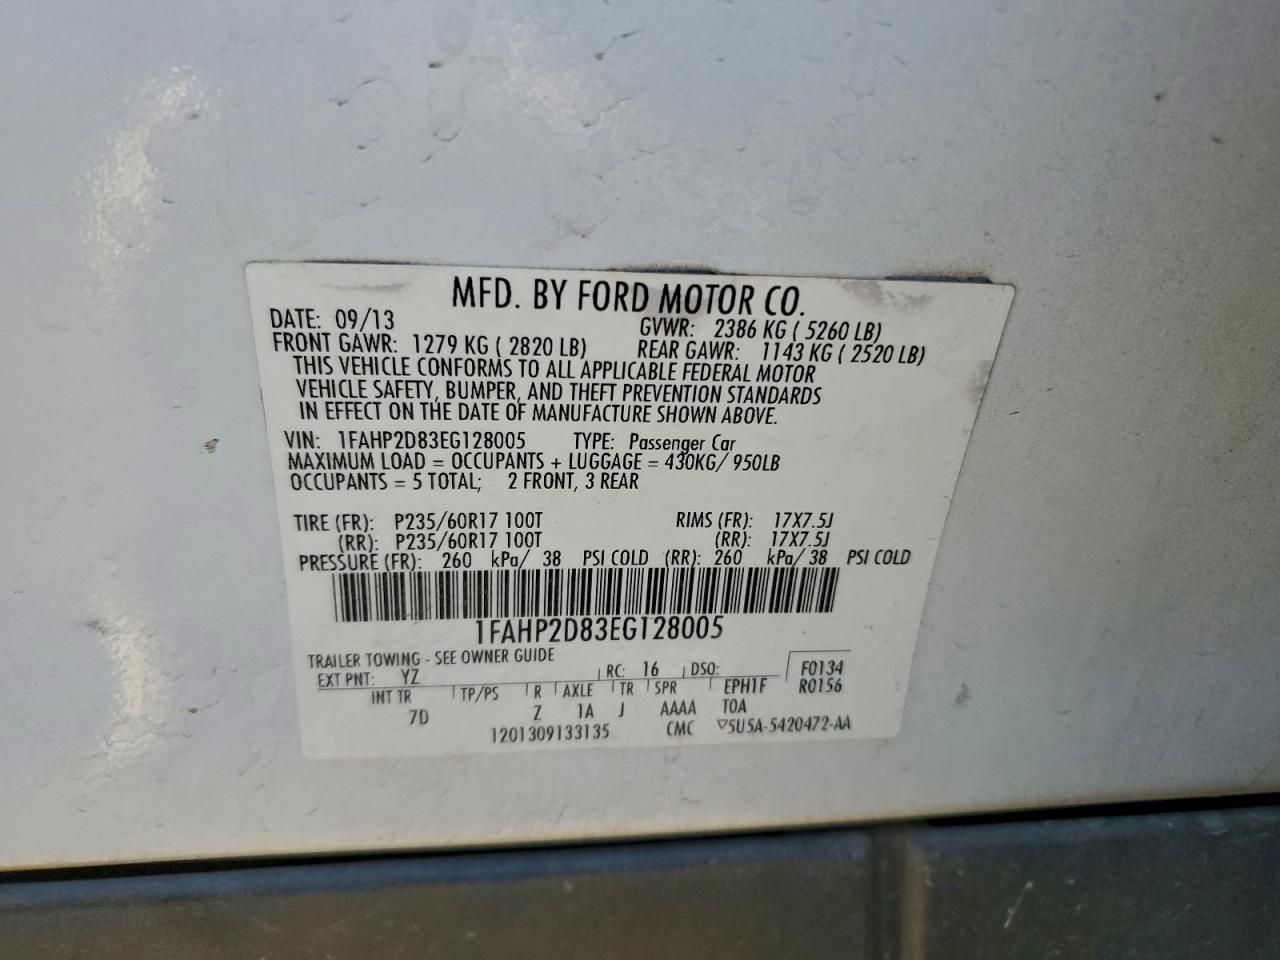 MFD. BY FORD MOTOR CO.
DATE: 09/13 GVWR: 2386 KG ( 5260 LB)
FRONT GAWR: 1279 KG ( 2820 LB) REAR GAWR: 1143 KG ( 2520 LB)
THIS VEHICLE CONFORMS TO ALL APPLICABLE FEDERAL MOTOR
VEHICLE SAFETY, BUMPER, AND THEFT PREVENTION STANDARDS
IN EFFECT ON THE DATE OF MANUFACTURE SHOWN ABOVE.
VIN: 1FAHP2D83EG128005 TYPE: Passenger Car
MAXIMUM LOAD = OCCUPANTS + LUGGAGE = 430KG/ 950LB
OCCUPANTS = 5 TOTAL; 2 FRONT, 3 REAR
TIRE (FR): P235/60R17 100T RIMS (FR): 17X7.5J
(RR): P235/60R17 100T (RR): 17X7.5J
PRESSURE (FR): 260 kPa/ 38 PSI COLD (RR): 260 kPa/ 38 PSI COLD
1FAHP2D83EG128005
TRAILER TOWING - SEE OWNER GUIDE
EXT PNT: YZ RC: 16 DSO: F0134
INT TR TP/PS R AXLE TR SPR EPH1F R0156
7D Z 1A J AAAA TOA
1201309133135 CMC ▽5U5A-5420472-AA